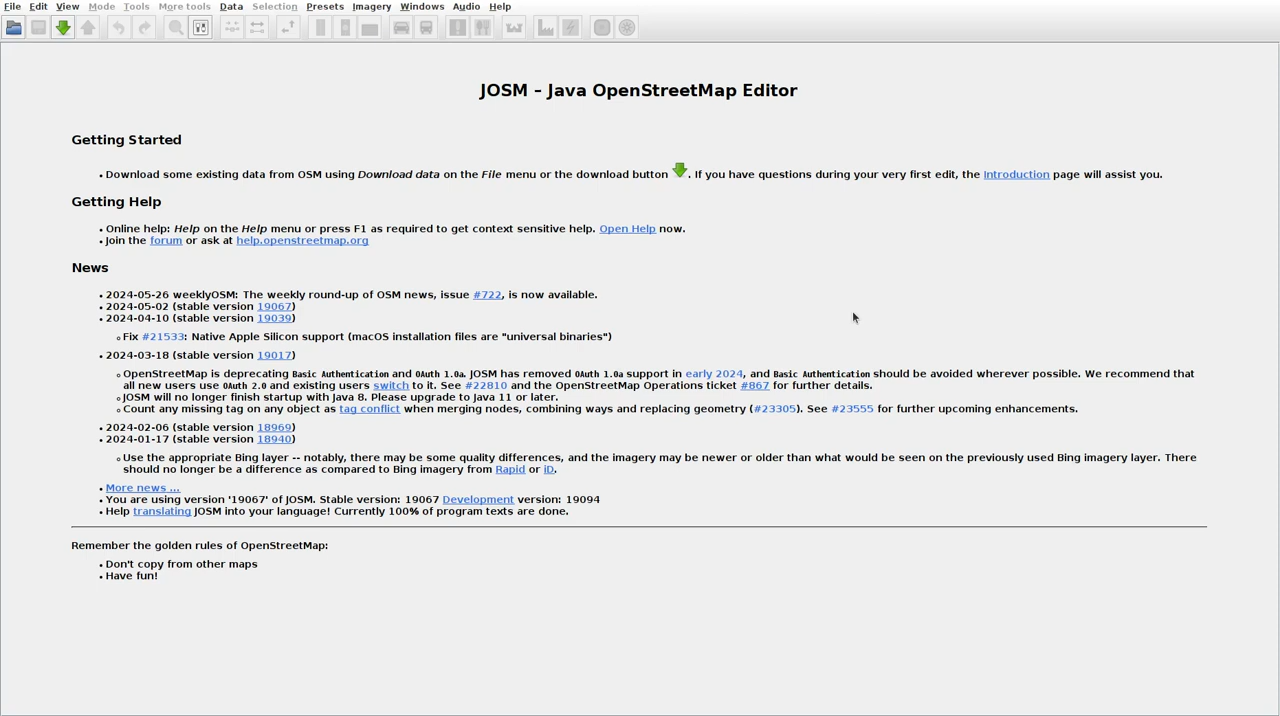 File Edit View Mode Tools More tools Data Selection Presets Imagery Windows Audio Help
JOSM – Java OpenStreetMap Editor
Getting Started
• Download some existing data from OSM using Download data on the File menu or the download button . If you have questions during your very first edit, the Introduction page will assist you.
Getting Help
• Online help: Help on the Help menu or press F1 as required to get context sensitive help. Open Help now.
• Join the forum or ask at help.openstreetmap.org
News
• 2024-05-26 weeklyOSM: The weekly round-up of OSM news, issue #722, is now available.
• 2024-05-02 (stable version 19067)
• 2024-04-10 (stable version 19039)
◦ Fix #21533: Native Apple Silicon support (macOS installation files are "universal binaries")
• 2024-03-18 (stable version 19017)
◦ OpenStreetMap is deprecating Basic Authentication and OAuth 1.0a. JOSM has removed OAuth 1.0a support in early 2024, and Basic Authentication should be avoided wherever possible. We recommend that
all new users use OAuth 2.0 and existing users switch to it. See #22810 and the OpenStreetMap Operations ticket #867 for further details.
◦ JOSM will no longer finish startup with Java 8. Please upgrade to Java 11 or later.
◦ Count any missing tag on any object as tag conflict when merging nodes, combining ways and replacing geometry (#23305). See #23555 for further upcoming enhancements.
• 2024-02-06 (stable version 18969)
• 2024-01-17 (stable version 18940)
◦ Use the appropriate Bing layer -- notably, there may be some quality differences, and the imagery may be newer or older than what would be seen on the previously used Bing imagery layer. There
should no longer be a difference as compared to Bing imagery from Rapid or iD.
• More news ...
• You are using version '19067' of JOSM. Stable version: 19067 Development version: 19094
• Help translating JOSM into your language! Currently 100% of program texts are done.
Remember the golden rules of OpenStreetMap:
• Don't copy from other maps
• Have fun!